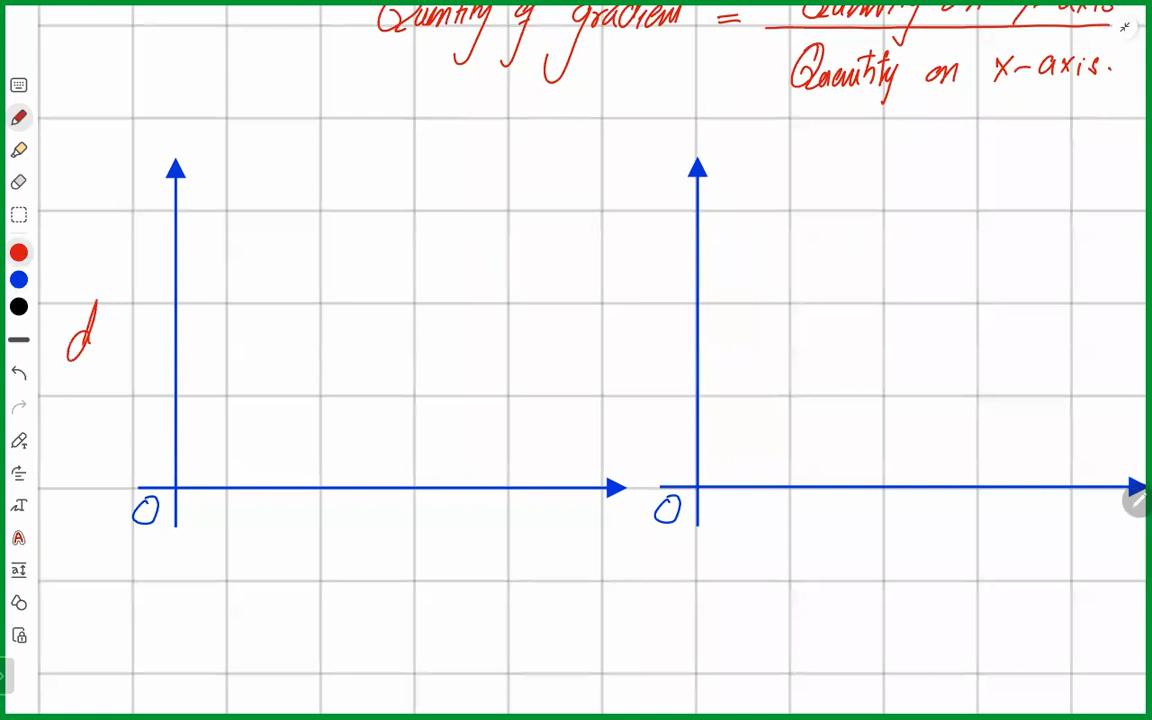 Quantity of gradient = Quantity on y-axis
Quantity on x-axis.
d
O
O